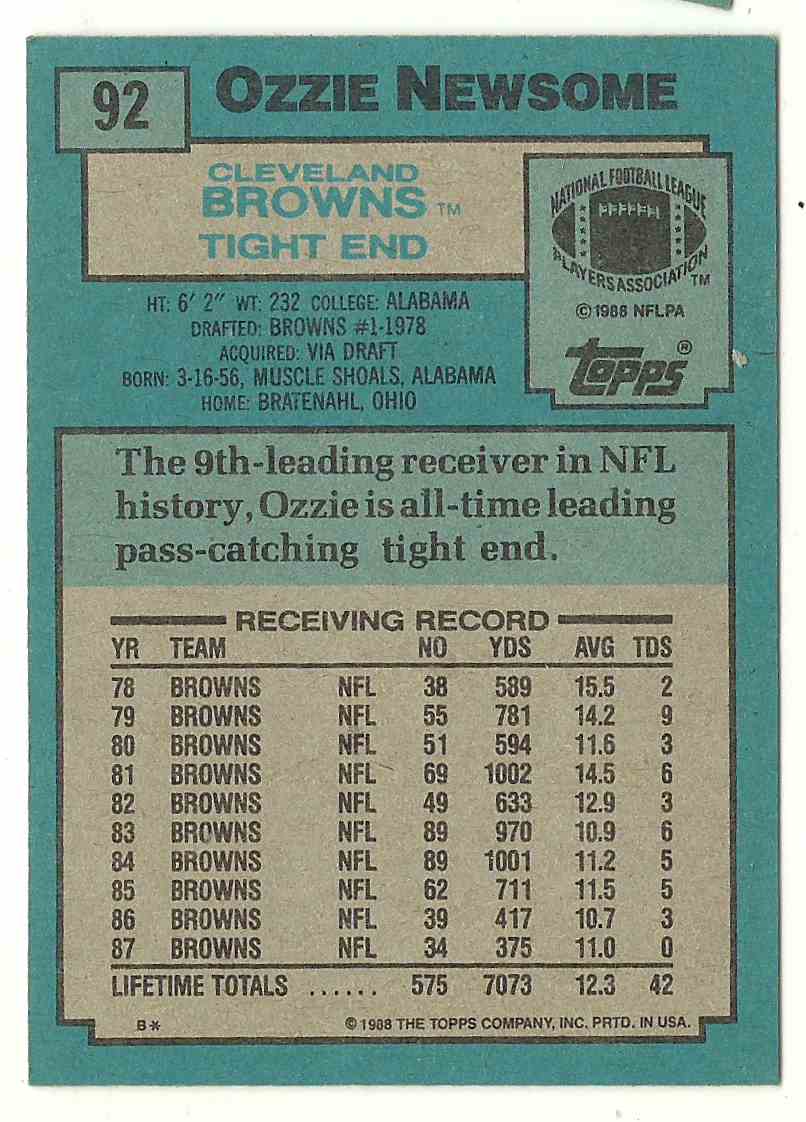 92
OZZIE NEWSOME
CLEVELAND
BROWNS ™
TIGHT END
NATIONAL FOOTBALL LEAGUE
PLAYERS ASSOCIATION ™
© 1988 NFLPA
topps ®
HT: 6' 2" WT: 232 COLLEGE: ALABAMA
DRAFTED: BROWNS #1-1978
ACQUIRED: VIA DRAFT
BORN: 3-16-56, MUSCLE SHOALS, ALABAMA
HOME: BRATENAHL, OHIO
The 9th-leading receiver in NFL
history, Ozzie is all-time leading
pass-catching tight end.
RECEIVING RECORD
YR TEAM NO YDS AVG TDS
78 BROWNS NFL 38 589 15.5 2
79 BROWNS NFL 55 781 14.2 9
80 BROWNS NFL 51 594 11.6 3
81 BROWNS NFL 69 1002 14.5 6
82 BROWNS NFL 49 633 12.9 3
83 BROWNS NFL 89 970 10.9 6
84 BROWNS NFL 89 1001 11.2 5
85 BROWNS NFL 62 711 11.5 5
86 BROWNS NFL 39 417 10.7 3
87 BROWNS NFL 34 375 11.0 0
LIFETIME TOTALS ...... 575 7073 12.3 42
B* © 1988 THE TOPPS COMPANY, INC. PRTD. IN USA.